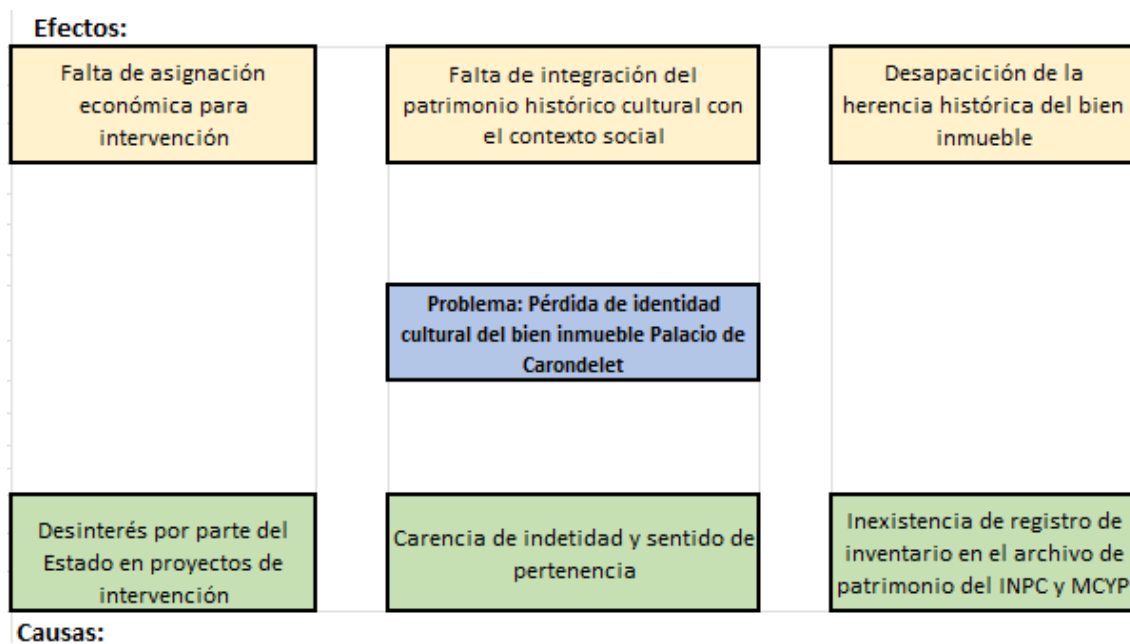 Efectos:
Falta de asignación
económica para
intervención
Falta de integración del
patrimonio histórico cultural con
el contexto social
Desapacición de la
herencia histórica del bien
inmueble
Problema: Pérdida de identidad
cultural del bien inmueble Palacio de
Carondelet
Desinterés por parte del
Estado en proyectos de
intervención
Carencia de indetidad y sentido de
pertenencia
Inexistencia de registro de
inventario en el archivo de
patrimonio del INPC y MCYP
Causas: